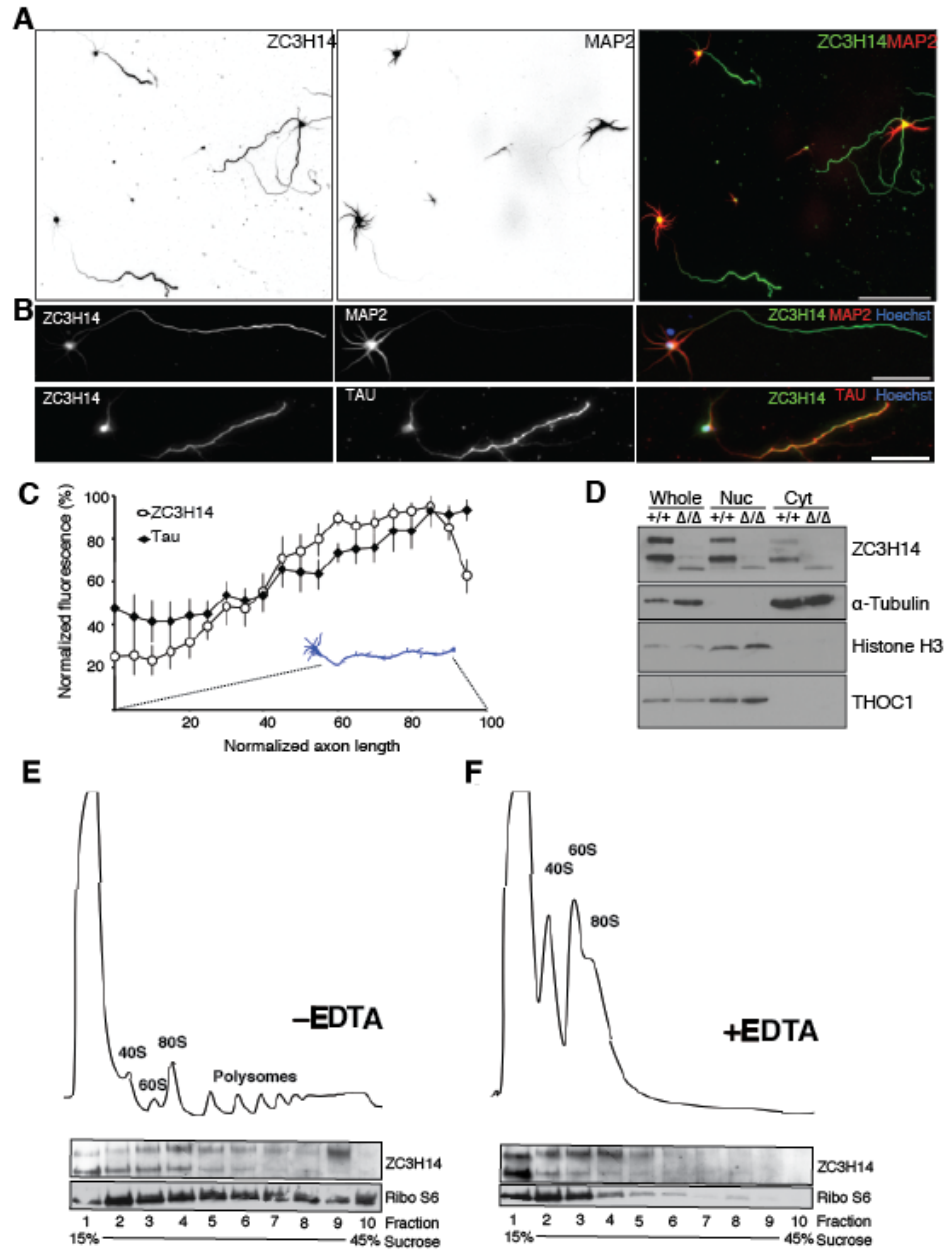 A
ZC3H14
MAP2
ZC3H14MAP2
B
ZC3H14
MAP2
ZC3H14 MAP2 Hoechst
ZC3H14
TAU
ZC3H14 TAU Hoechst
C
Normalized fluorescence (%)
100
80
60
40
20
ZC3H14
Tau
20 40 60 80 100
Normalized axon length
D
Whole Nuc Cyt
+/+ Δ/Δ +/+ Δ/Δ +/+ Δ/Δ
ZC3H14
α-Tubulin
Histone H3
THOC1
E
40S
60S
80S
Polysomes
–EDTA
ZC3H14
Ribo S6
1 2 3 4 5 6 7 8 9 10 Fraction
15% 45% Sucrose
F
40S
60S
80S
+EDTA
ZC3H14
Ribo S6
1 2 3 4 5 6 7 8 9 10 Fraction
15% 45% Sucrose